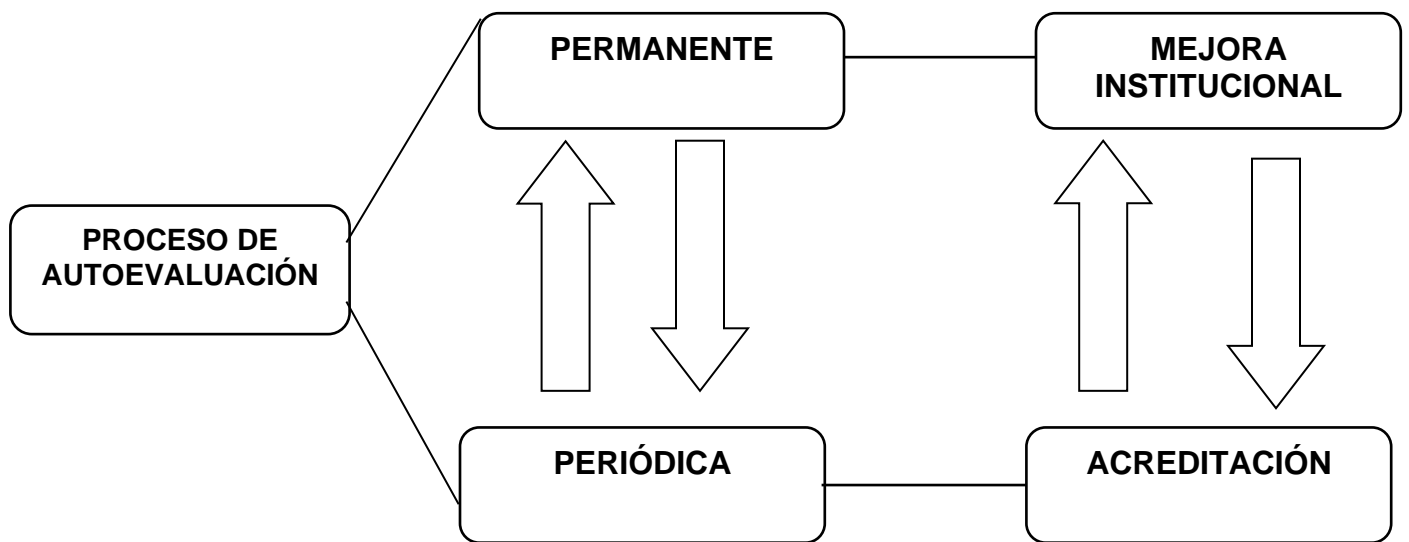 PERMANENTE
MEJORA
INSTITUCIONAL
PROCESO DE
AUTOEVALUACIÓN
PERIÓDICA
ACREDITACIÓN